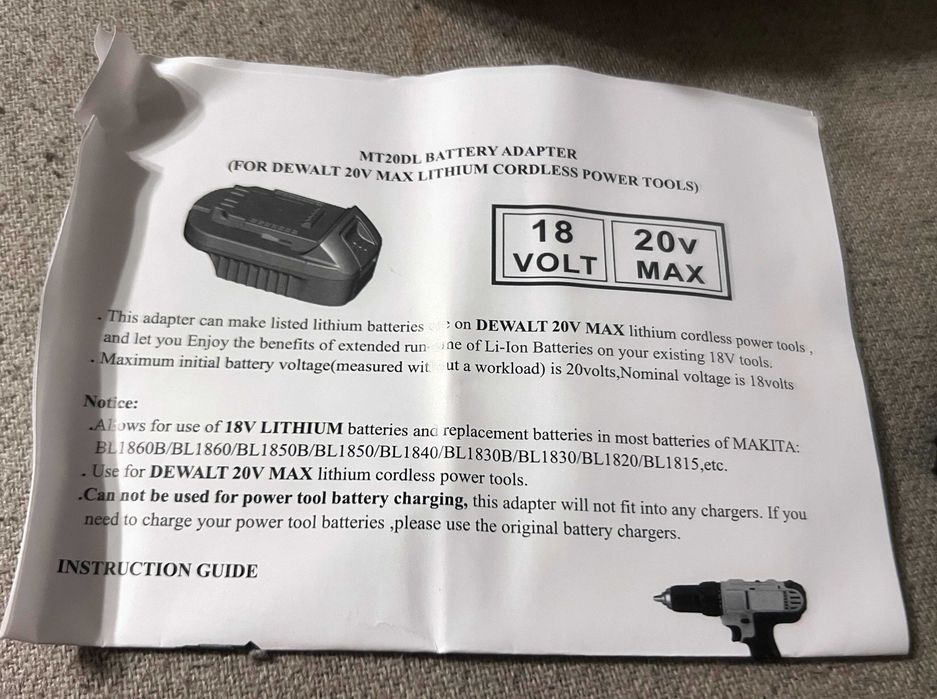 MT20DL BATTERY ADAPTER
(FOR DEWALT 20V MAX LITHIUM CORDLESS POWER TOOLS)
18 VOLT
20V MAX
. This adapter can make listed lithium batteries on DEWALT 20V MAX lithium cordless power tools ,
and let you Enjoy the benefits of extended of Li-Ion Batteries on your existing 18V tools.
. Maximum initial battery voltage(measured without a workload) is 20volts,Nominal voltage is 18volts
Notice:
.Allows for use of 18V LITHIUM batteries and replacement batteries in most batteries of MAKITA:
BL1860B/BL1860/BL1850B/BL1850/BL1840/BL1830B/BL1830/BL1820/BL1815,etc.
. Use for DEWALT 20V MAX lithium cordless power tools.
.Can not be used for power tool battery charging, this adapter will not fit into any chargers. If you
need to charge your power tool batteries ,please use the original battery chargers.
INSTRUCTION GUIDE